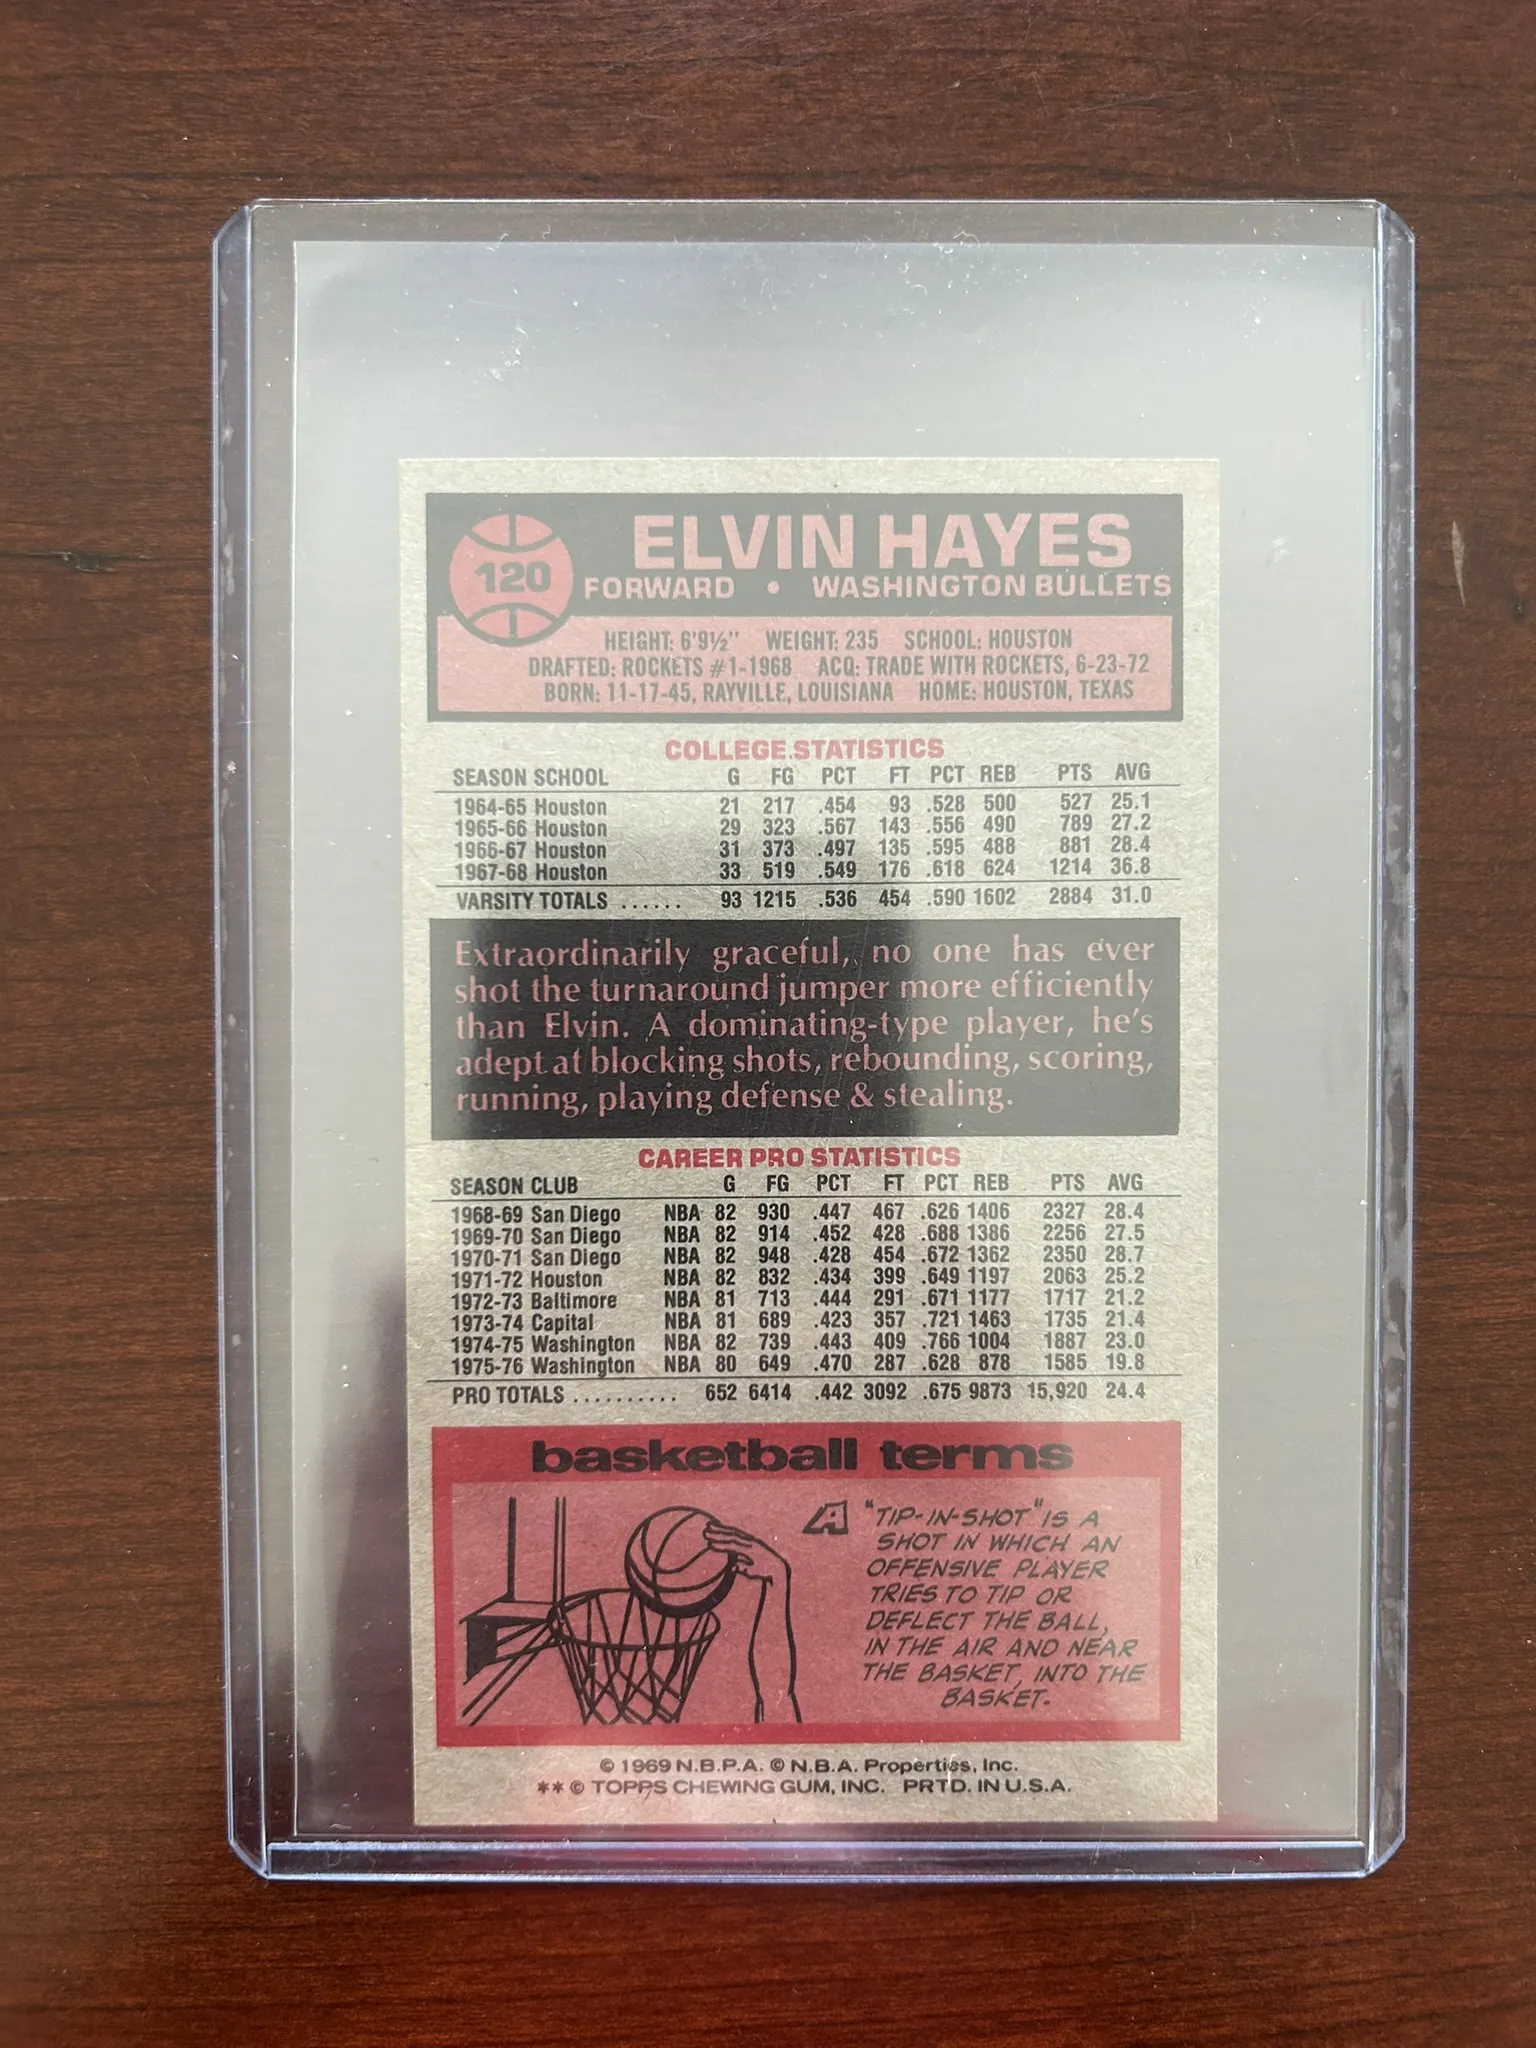 120
ELVIN HAYES
FORWARD • WASHINGTON BULLETS
HEIGHT: 6'9½" WEIGHT: 235 SCHOOL: HOUSTON
DRAFTED: ROCKETS #1-1968 ACQ: TRADE WITH ROCKETS, 6-23-72
BORN: 11-17-45, RAYVILLE, LOUISIANA HOME: HOUSTON, TEXAS
COLLEGE STATISTICS
SEASON SCHOOL G FG PCT FT PCT REB PTS AVG
1964-65 Houston 21 217 .454 93 .528 500 527 25.1
1965-66 Houston 29 323 .567 143 .556 490 789 27.2
1966-67 Houston 31 373 .497 135 .595 488 881 28.4
1967-68 Houston 33 519 .549 176 .618 624 1214 36.8
VARSITY TOTALS ...... 93 1215 .536 454 .590 1602 2884 31.0
Extraordinarily graceful, no one has ever
shot the turnaround jumper more efficiently
than Elvin. A dominating-type player, he's
adept at blocking shots, rebounding, scoring,
running, playing defense & stealing.
CAREER PRO STATISTICS
SEASON CLUB G FG PCT FT PCT REB PTS AVG
1968-69 San Diego NBA 82 930 .447 467 .626 1406 2327 28.4
1969-70 San Diego NBA 82 914 .452 428 .688 1386 2256 27.5
1970-71 San Diego NBA 82 948 .428 454 .672 1362 2350 28.7
1971-72 Houston NBA 82 832 .434 399 .649 1197 2063 25.2
1972-73 Baltimore NBA 81 713 .444 291 .671 1177 1717 21.2
1973-74 Capital NBA 81 689 .423 357 .721 1463 1735 21.4
1974-75 Washington NBA 82 739 .443 409 .766 1004 1887 23.0
1975-76 Washington NBA 80 649 .470 287 .628 878 1585 19.8
PRO TOTALS .......... 652 6414 .442 3092 .675 9873 15,920 24.4
basketball terms
A "TIP-IN-SHOT" IS A
SHOT IN WHICH AN
OFFENSIVE PLAYER
TRIES TO TIP OR
DEFLECT THE BALL,
IN THE AIR AND NEAR
THE BASKET, INTO THE
BASKET.
© 1969 N.B.P.A. © N.B.A. Properties, Inc.
** © TOPPS CHEWING GUM, INC. PRTD. IN U.S.A.